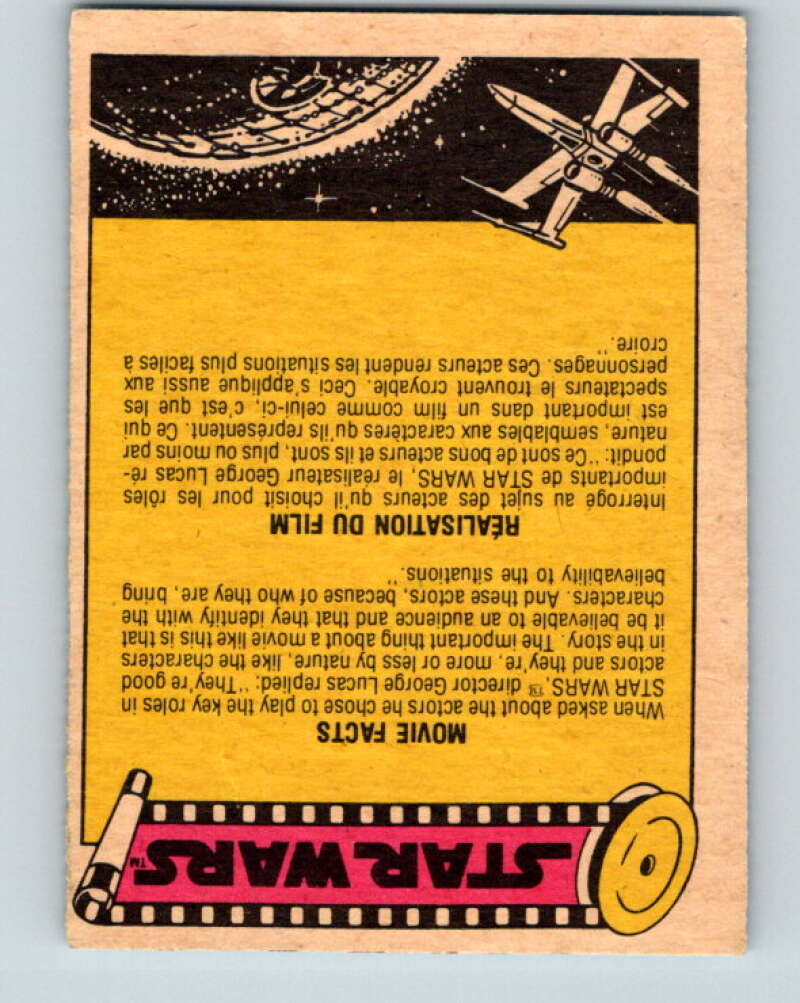 STAR WARS™
MOVIE FACTS
When asked about the actors he chose to play the key roles in
STAR WARS,™ director George Lucas replied: "They're good
actors and they're, more or less by nature, like the characters
in the story. The important thing about a movie like this is that
it be believable to an audience and that they identify with the
characters. And these actors, because of who they are, bring
believability to the situations."
RÉALISATION DU FILM
Interrogé au sujet des acteurs qu'il choisit pour les rôles
importants de STAR WARS, le réalisateur George Lucas ré-
pondit: "Ce sont de bons acteurs et ils sont, plus ou moins par
nature, semblables aux caractères qu'ils représentent. Ce qui
est important dans un film comme celui-ci, c'est que les
spectateurs le trouvent croyable. Ceci s'applique aussi aux
personnages. Ces acteurs rendent les situations plus faciles à
croire."